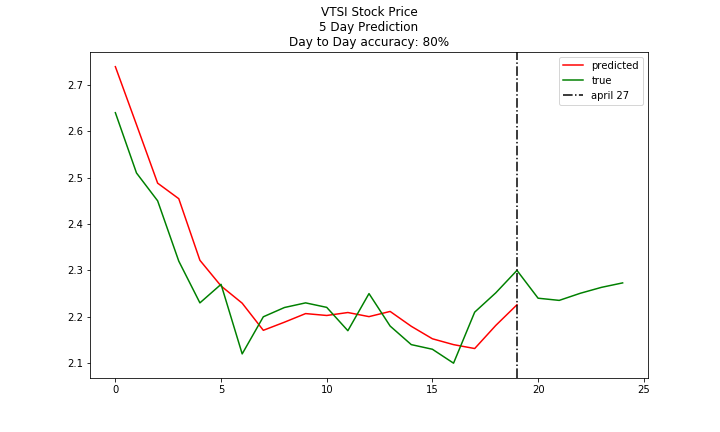 VTSI Stock Price
5 Day Prediction
Day to Day accuracy: 80%
predicted
true
april 27
2.7
2.6
2.5
2.4
2.3
2.2
2.1
0 5 10 15 20 25